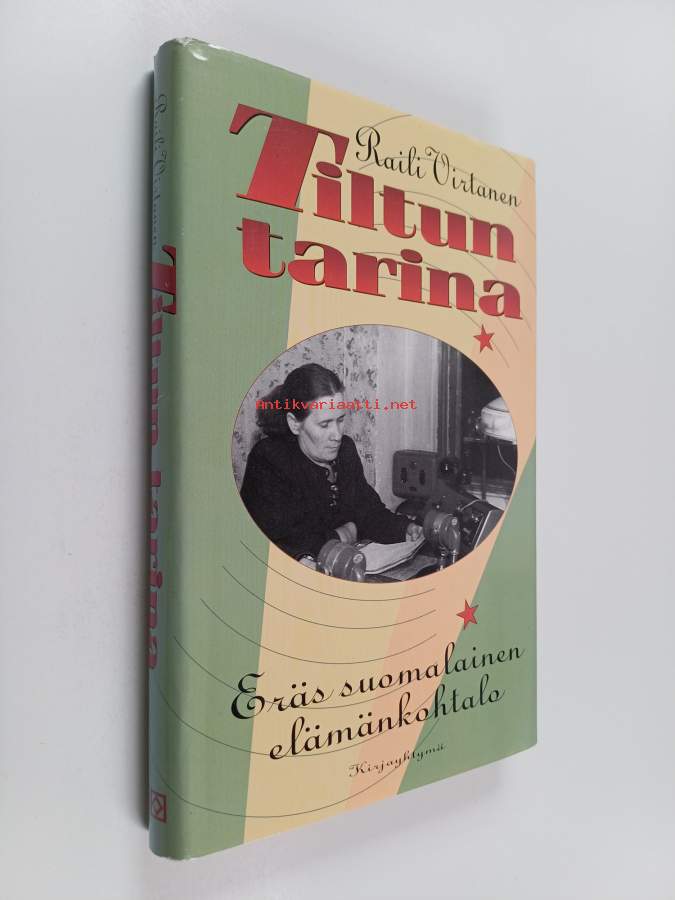 Raili Virtanen
Tiltun
tarina
Antikvariaatti.net
Eräs suomalainen
elämänkohtalo
Kirjayhtymä
Raili Virtanen
Tiltun tarina